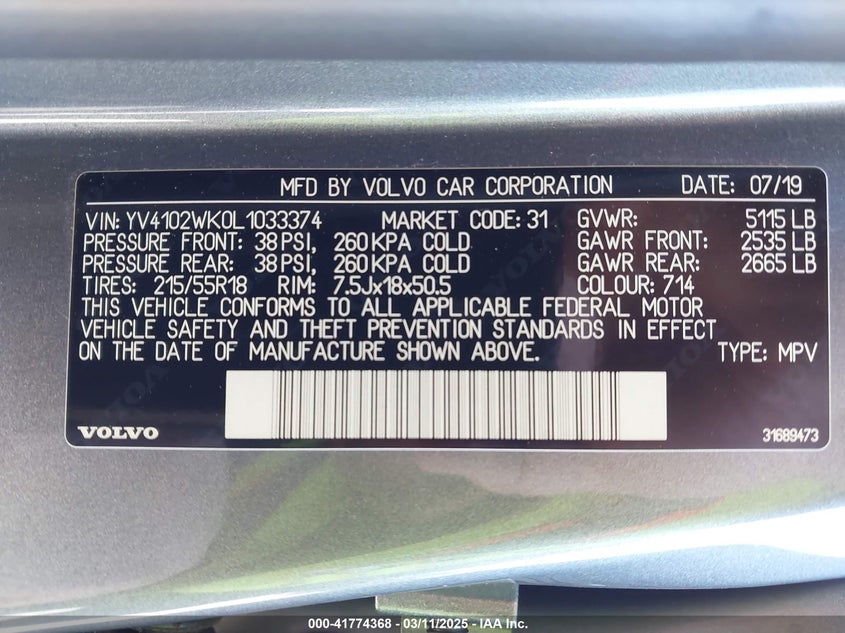 MFD BY VOLVO CAR CORPORATION DATE: 07/19
VIN: YV4102WK0L1033374 MARKET CODE: 31 GVWR: 5115 LB
PRESSURE FRONT: 38 PSI, 260 KPA COLD GAWR FRONT: 2535 LB
PRESSURE REAR: 38 PSI, 260 KPA COLD GAWR REAR: 2665 LB
TIRES: 215/55R18 RIM: 7.5Jx18x50.5 COLOUR: 714
THIS VEHICLE CONFORMS TO ALL APPLICABLE FEDERAL MOTOR
VEHICLE SAFETY AND THEFT PREVENTION STANDARDS IN EFFECT
ON THE DATE OF MANUFACTURE SHOWN ABOVE. TYPE: MPV
VOLVO 31689473
000-41774368 - 03/11/2025 - IAA Inc.